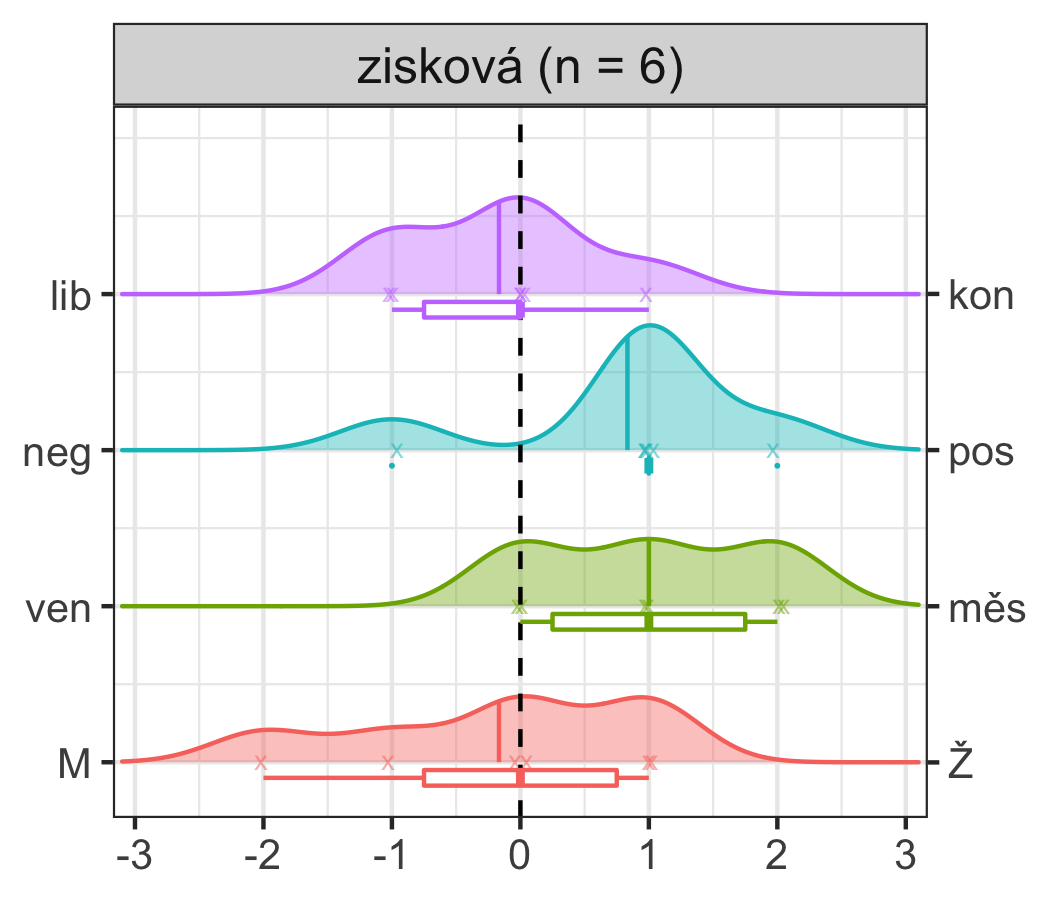 zisková (n = 6)
lib kon
neg pos
ven měs
M Ž
-3 -2 -1 0 1 2 3